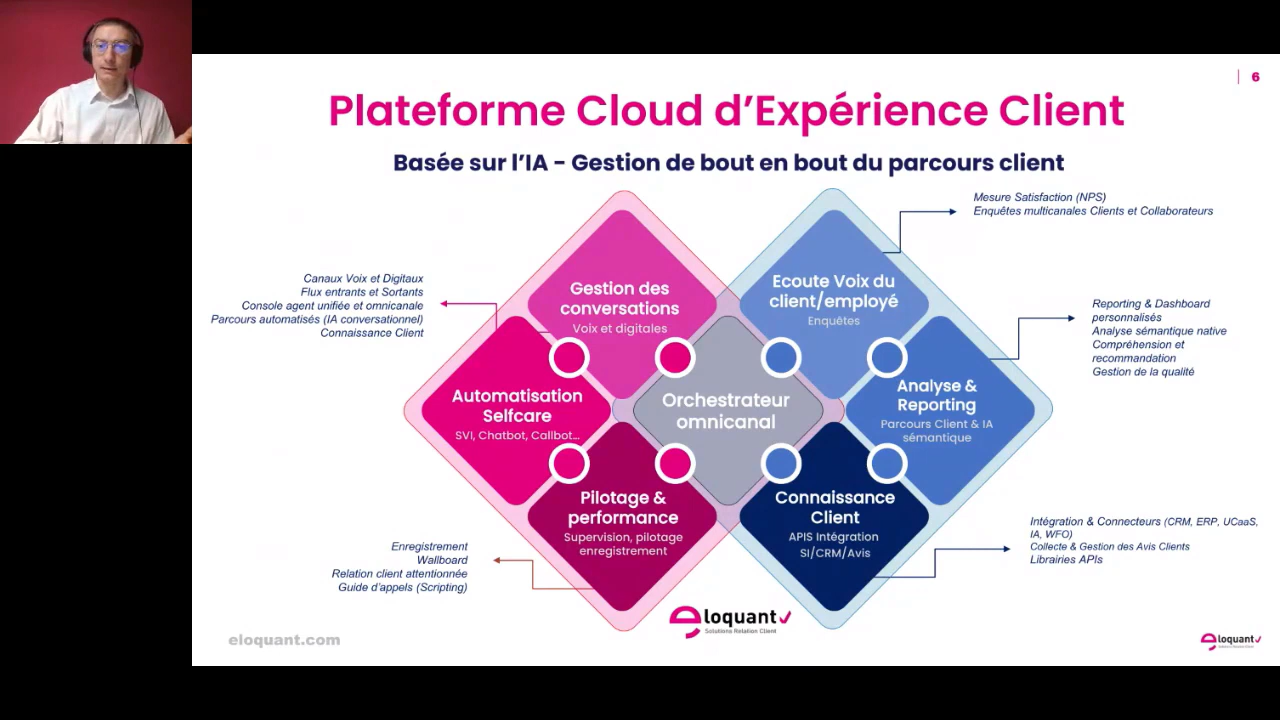 6
Plateforme Cloud d’Expérience Client
Basée sur l’IA - Gestion de bout en bout du parcours client
Mesure Satisfaction (NPS)
Enquêtes multicanales Clients et Collaborateurs
Canaux Voix et Digitaux
Flux entrants et Sortants
Console agent unifiée et omnicanale
Parcours automatisés (IA conversationnel)
Connaissance Client
Gestion des
conversations
Voix et digitales
Ecoute Voix du
client/employé
Enquêtes
Reporting & Dashboard
personnalisés
Analyse sémantique native
Compréhension et
recommandation
Gestion de la qualité
Automatisation
Selfcare
SVI, Chatbot, Callbot...
Orchestrateur
omnicanal
Analyse &
Reporting
Parcours Client & IA
sémantique
Pilotage &
performance
Supervision, pilotage
enregistrement
Connaissance
Client
APIS Intégration
SI/CRM/Avis
Enregistrement
Wallboard
Relation client attentionnée
Guide d’appels (Scripting)
Intégration & Connecteurs (CRM, ERP, UCaaS,
IA, WFO)
Collecte & Gestion des Avis Clients
Librairies APIs
eloquant
Solutions Relation Client
eloquant.com
eloquant